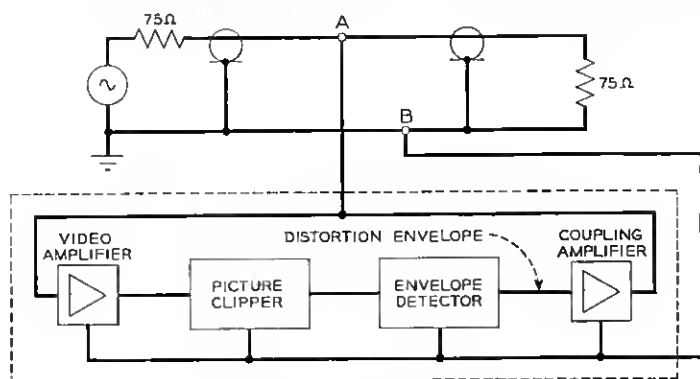 75Ω
A
75Ω
B
VIDEO
AMPLIFIER
PICTURE
CLIPPER
DISTORTION ENVELOPE
ENVELOPE
DETECTOR
COUPLING
AMPLIFIER